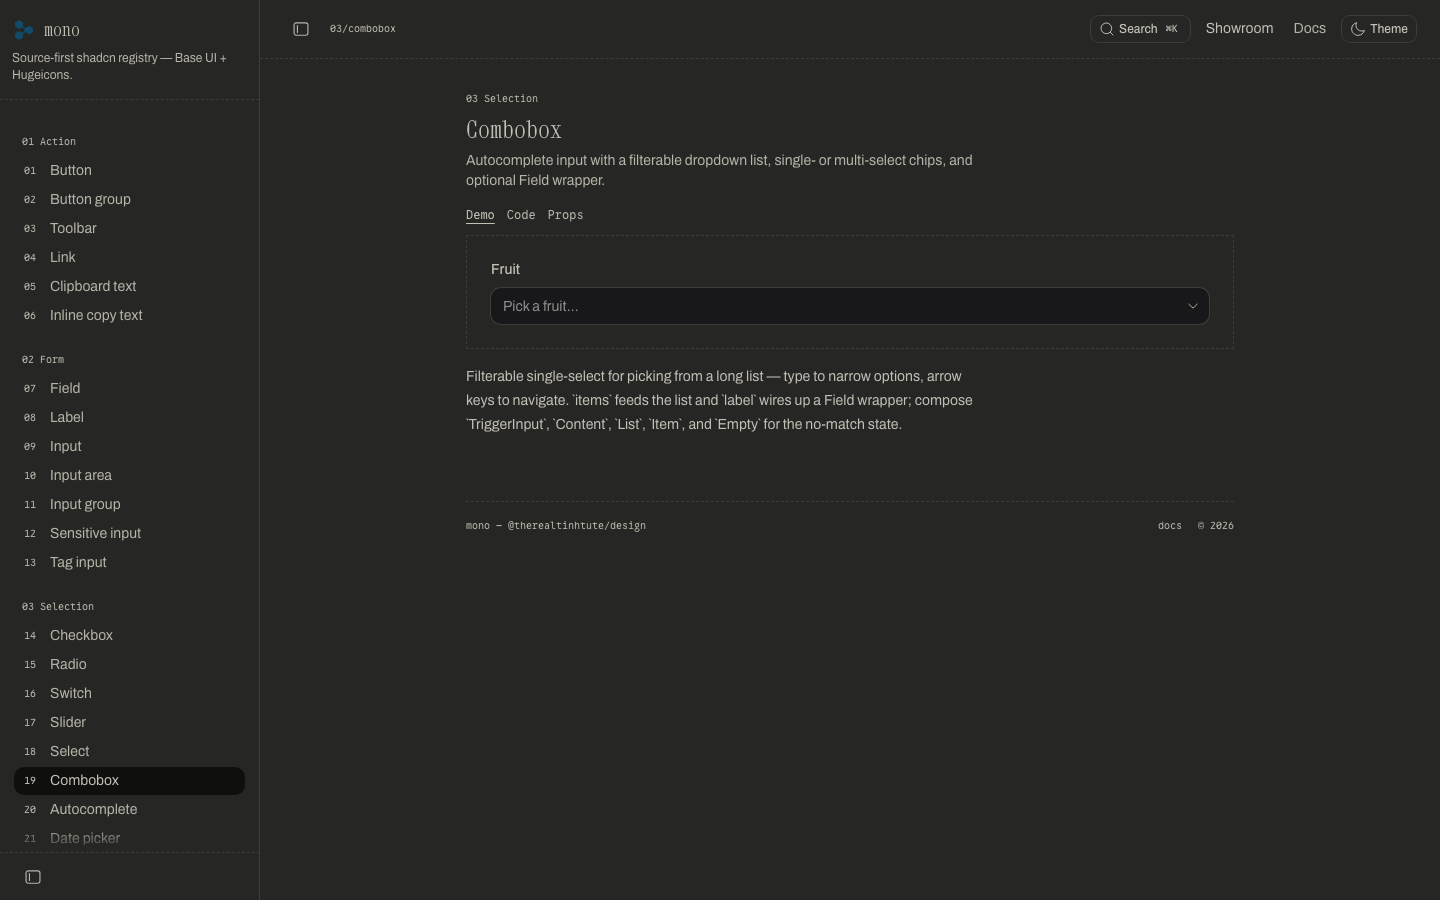 mono
Source-first shadcn registry — Base UI +
Hugeicons.
01 Action
01 Button
02 Button group
03 Toolbar
04 Link
05 Clipboard text
06 Inline copy text
02 Form
07 Field
08 Label
09 Input
10 Input area
11 Input group
12 Sensitive input
13 Tag input
03 Selection
14 Checkbox
15 Radio
16 Switch
17 Slider
18 Select
19 Combobox
20 Autocomplete
21 Date picker
03/combobox
Search ⌘K
Showroom
Docs
Theme
03 Selection
Combobox
Autocomplete input with a filterable dropdown list, single- or multi-select chips, and
optional Field wrapper.
Demo Code Props
Fruit
Pick a fruit…
Filterable single-select for picking from a long list — type to narrow options, arrow
keys to navigate. `items` feeds the list and `label` wires up a Field wrapper; compose
`TriggerInput`, `Content`, `List`, `Item`, and `Empty` for the no-match state.
mono — @therealtinhtute/design
docs © 2026